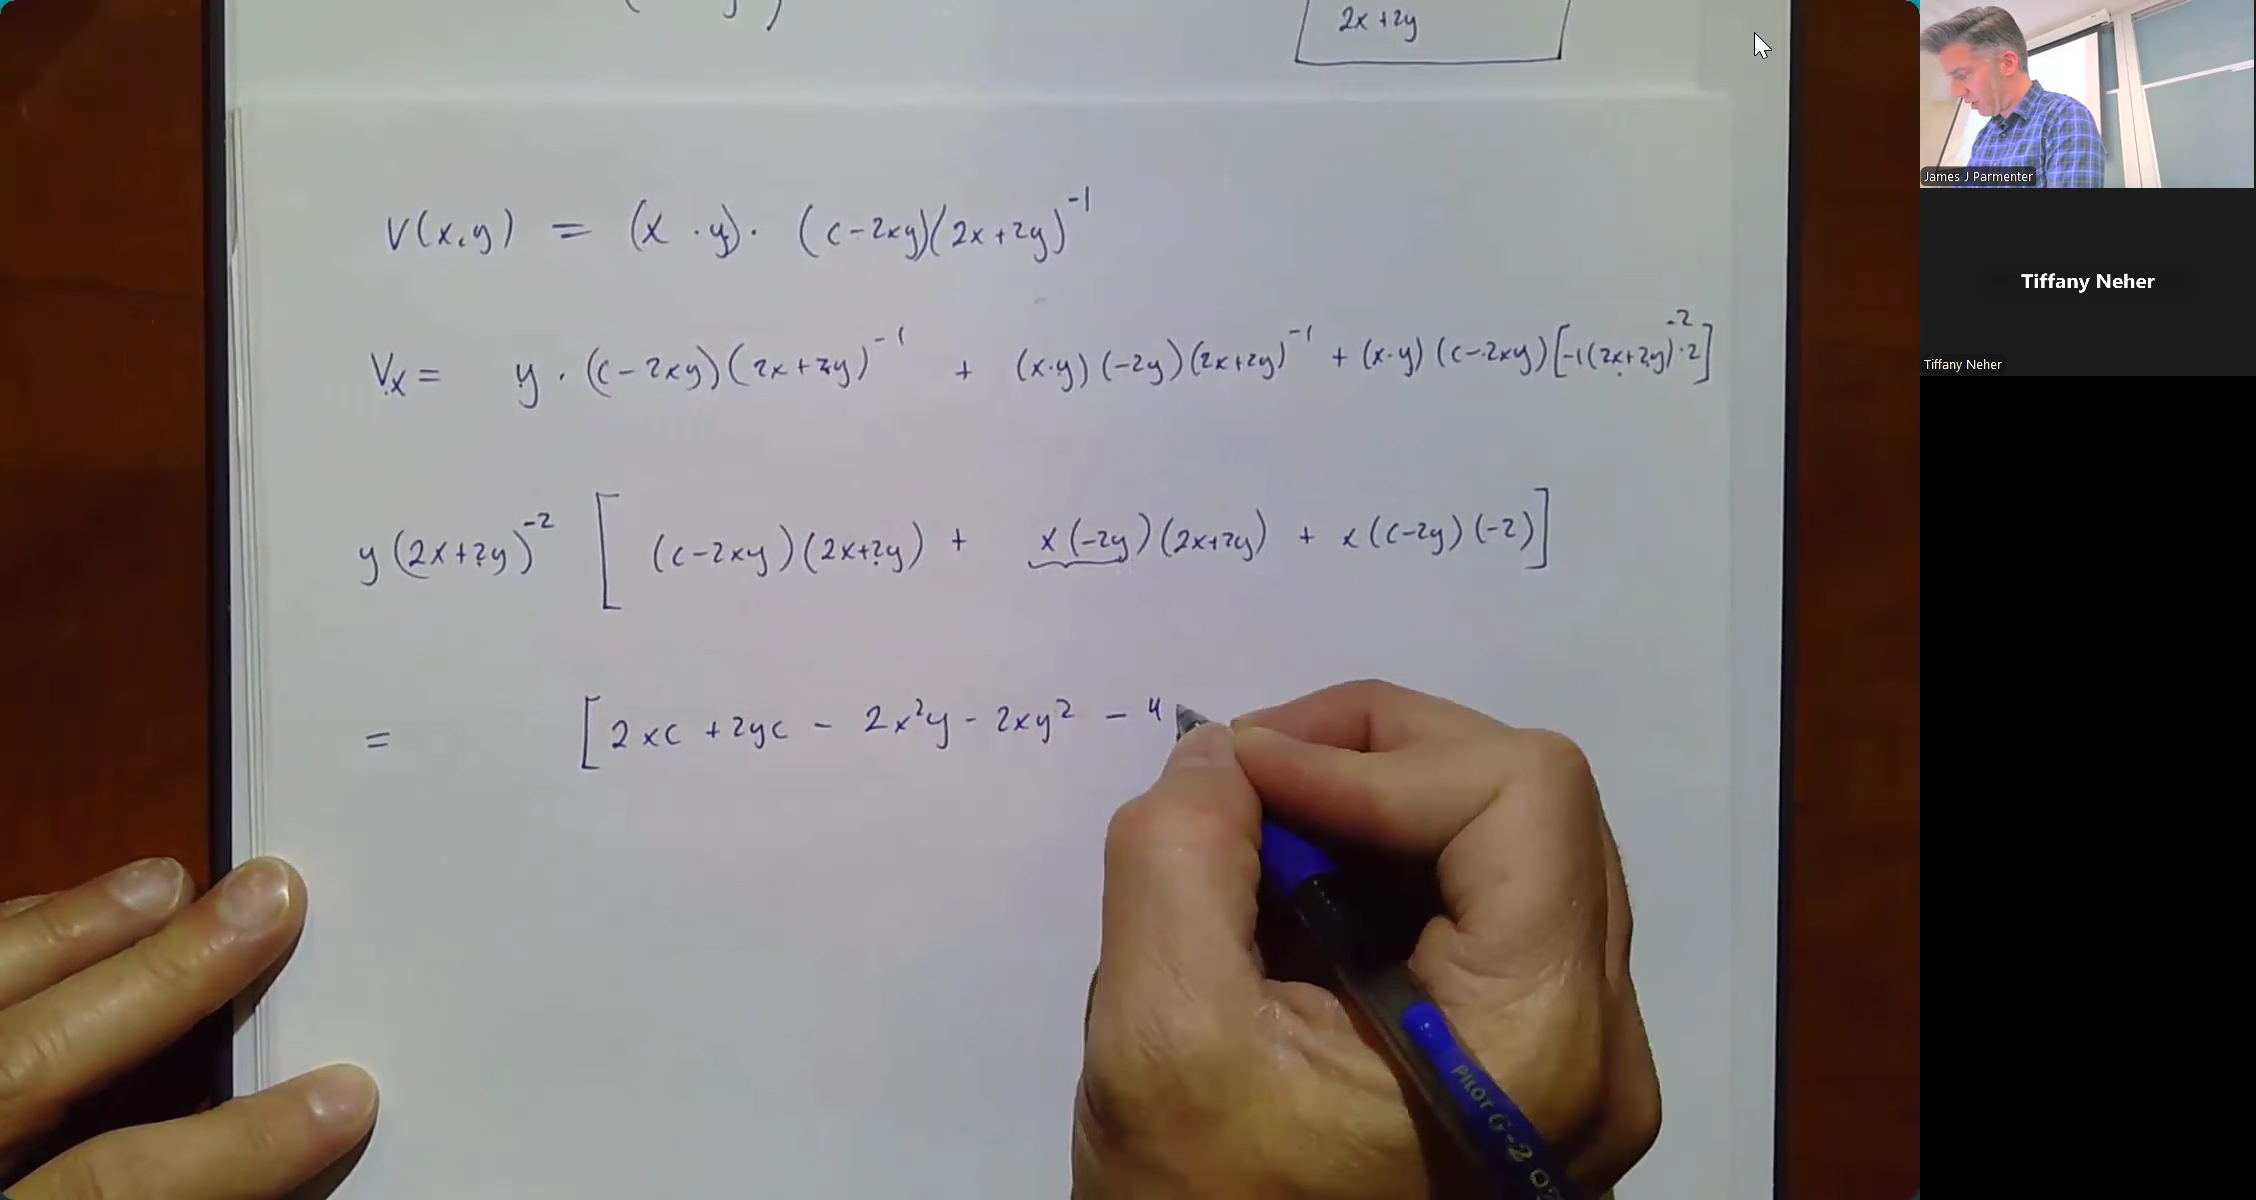 2x + 2y
V(x,y) = (x · y) · (c-2xy)(2x+2y)^-1
Vx = y · (c-2xy)(2x+2y)^-1 + (x·y)(-2y)(2x+2y)^-1 + (x·y)(c-2xy)[-1(2x+2y)^-2 · 2]
y(2x+2y)^-2 [ (c-2xy)(2x+2y) + x(-2y)(2x+2y) + x(c-2y)(-2) ]
= [ 2xc + 2yc - 2x²y - 2xy² - 4
PILOT G-2
James J Parmenter
Tiffany Neher
Tiffany Neher